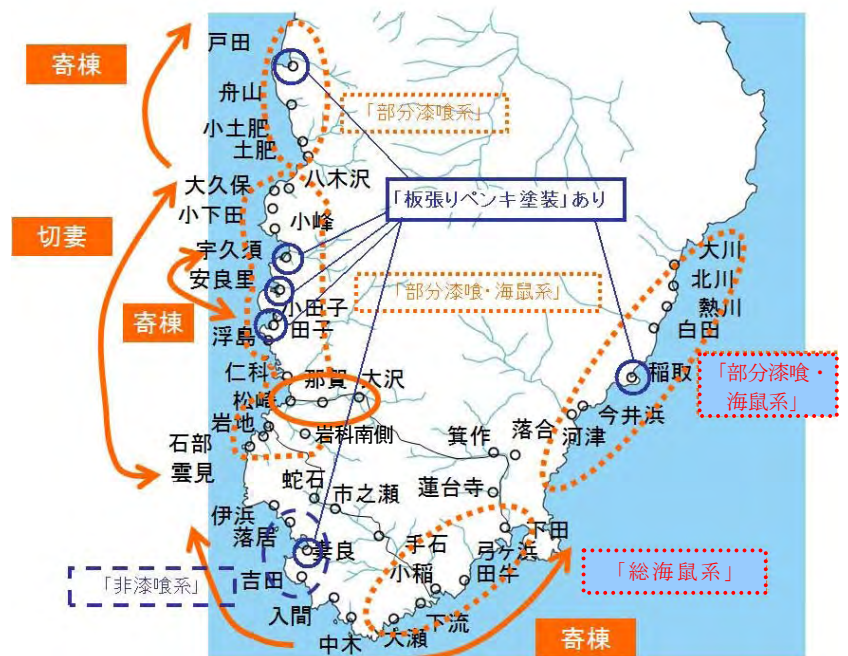 戸田
寄棟
舟山
「部分漆喰系」
小土肥
土肥
大久保
八木沢
「板張りペンキ塗装」あり
小下田
小峰
切妻
宇久須
大川
安良里
北川
「部分漆喰・海鼠系」
熱川
小田子
寄棟
田子
白田
浮島
仁科
那賀
大沢
稲取
「部分漆喰・
海鼠系」
松崎
今井浜
岩地
岩科南側
箕作
落合
河津
石部
雲見
蛇石
市之瀬
蓮台寺
伊浜
落居
下田
妻良
手石
弓ヶ浜
「非漆喰系」
吉田
小稲
田牛
「総海鼠系」
入間
下流
中木
大瀬
寄棟